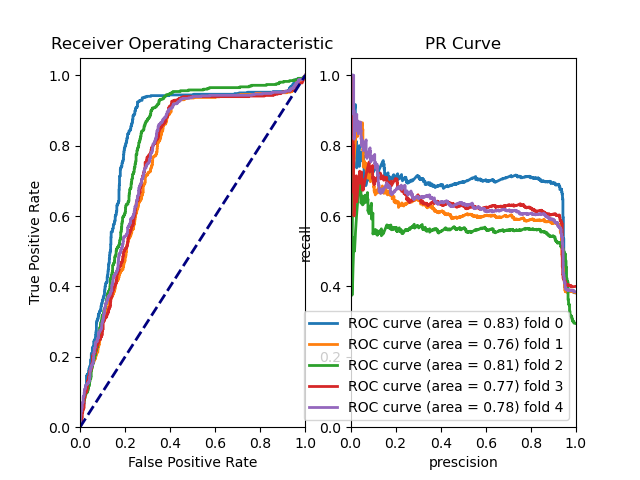 Receiver Operating Characteristic
PR Curve
True Positive Rate
1.0
0.8
0.6
0.4
0.2
0.0
0.0 0.2 0.4 0.6 0.8 1.0
False Positive Rate
recall
1.0
0.8
0.6
0.4
0.2
0.0
0.0 0.2 0.4 0.6 0.8 1.0
prescision
ROC curve (area = 0.83) fold 0
ROC curve (area = 0.76) fold 1
ROC curve (area = 0.81) fold 2
ROC curve (area = 0.77) fold 3
ROC curve (area = 0.78) fold 4